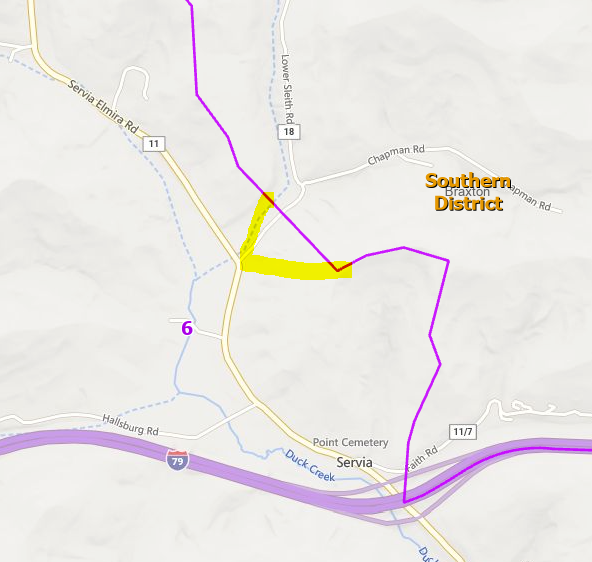 Lower Sleith Rd
Servia Elmira Rd
18
11
Chapman Rd
Southern
Braxton
Chapman Rd
District
6
Hallsburg Rd
11/7
Point Cemetery
Servia
Faith Rd
79
Duck Creek
Duc